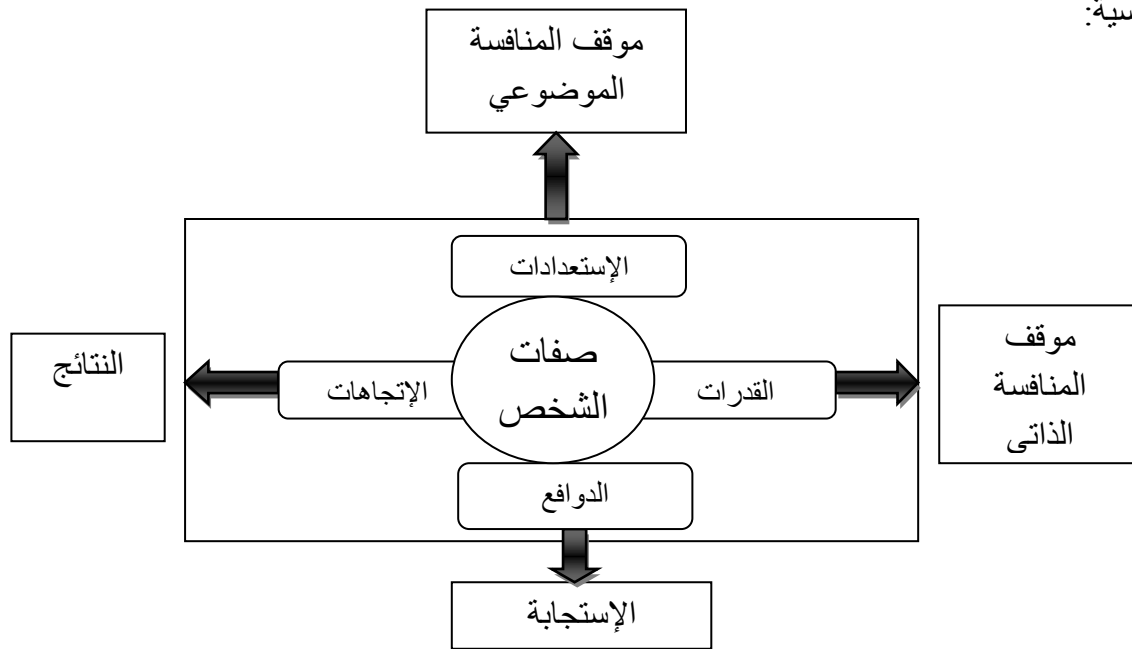 سية:
موقف المنافسة
الموضوعي
الإستعدادات
صفات
الشخص
القدرات
الإتجاهات
موقف
المنافسة
الذاتى
النتائج
الدوافع
الإستجابة